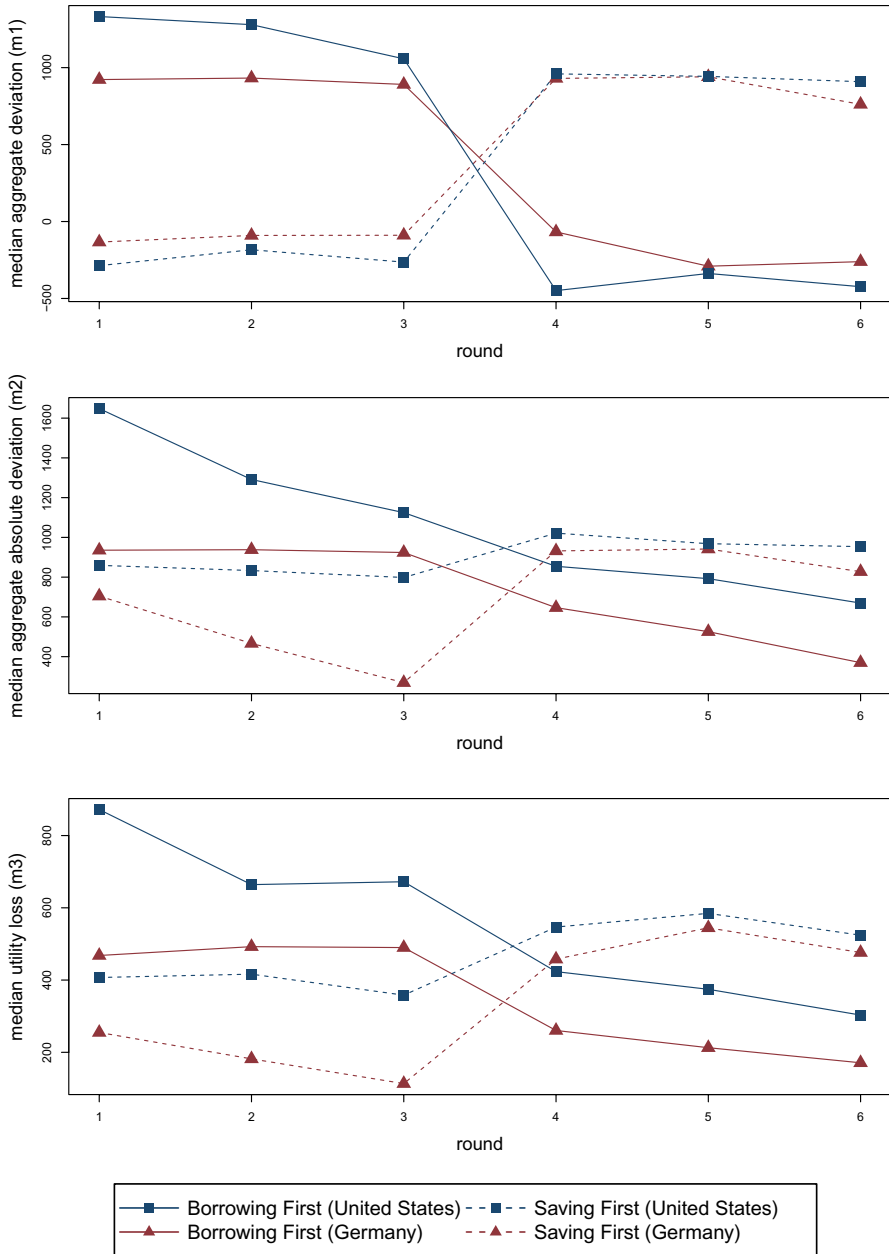 median aggregate deviation (m1)
1000
500
0
−500
1 2 3 4 5 6
round
median aggregate absolute deviation (m2)
1600
1400
1200
1000
800
600
400
1 2 3 4 5 6
round
median utility loss (m3)
800
600
400
200
1 2 3 4 5 6
round
Borrowing First (United States) Saving First (United States)
Borrowing First (Germany) Saving First (Germany)